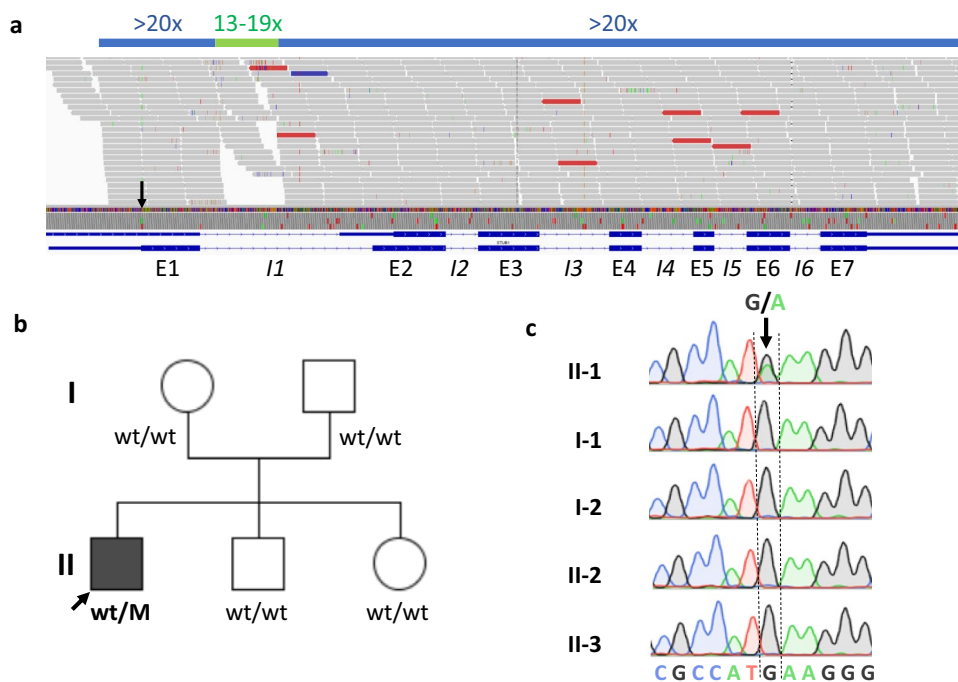 a
>20x 13-19x >20x
STUB1
E1 I1 E2 I2 E3 I3 E4 I4 E5 I5 E6 I6 E7
b
I
wt/wt wt/wt
II
wt/M wt/wt wt/wt
c
G/A
II-1
I-1
I-2
II-2
II-3
C G C C A T G A A G G G